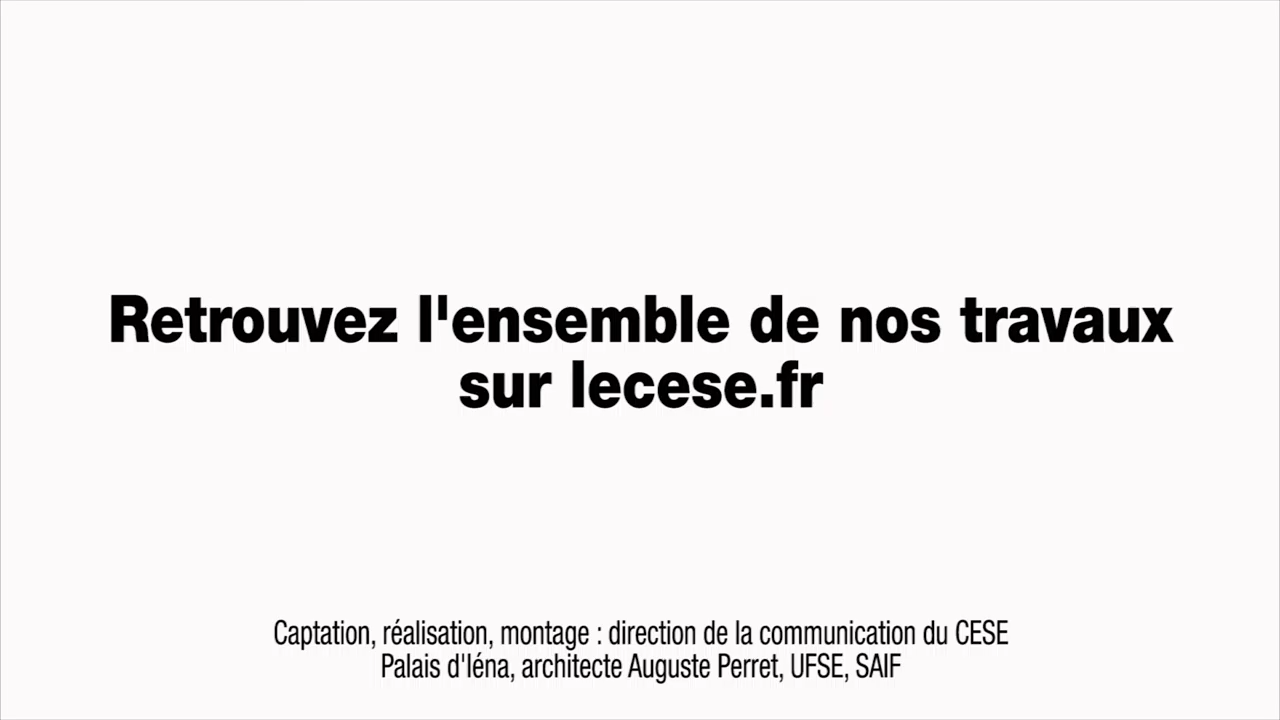 Retrouvez l'ensemble de nos travaux
sur lecese.fr
Captation, réalisation, montage : direction de la communication du CESE
Palais d'Iéna, architecte Auguste Perret, UFSE, SAIF